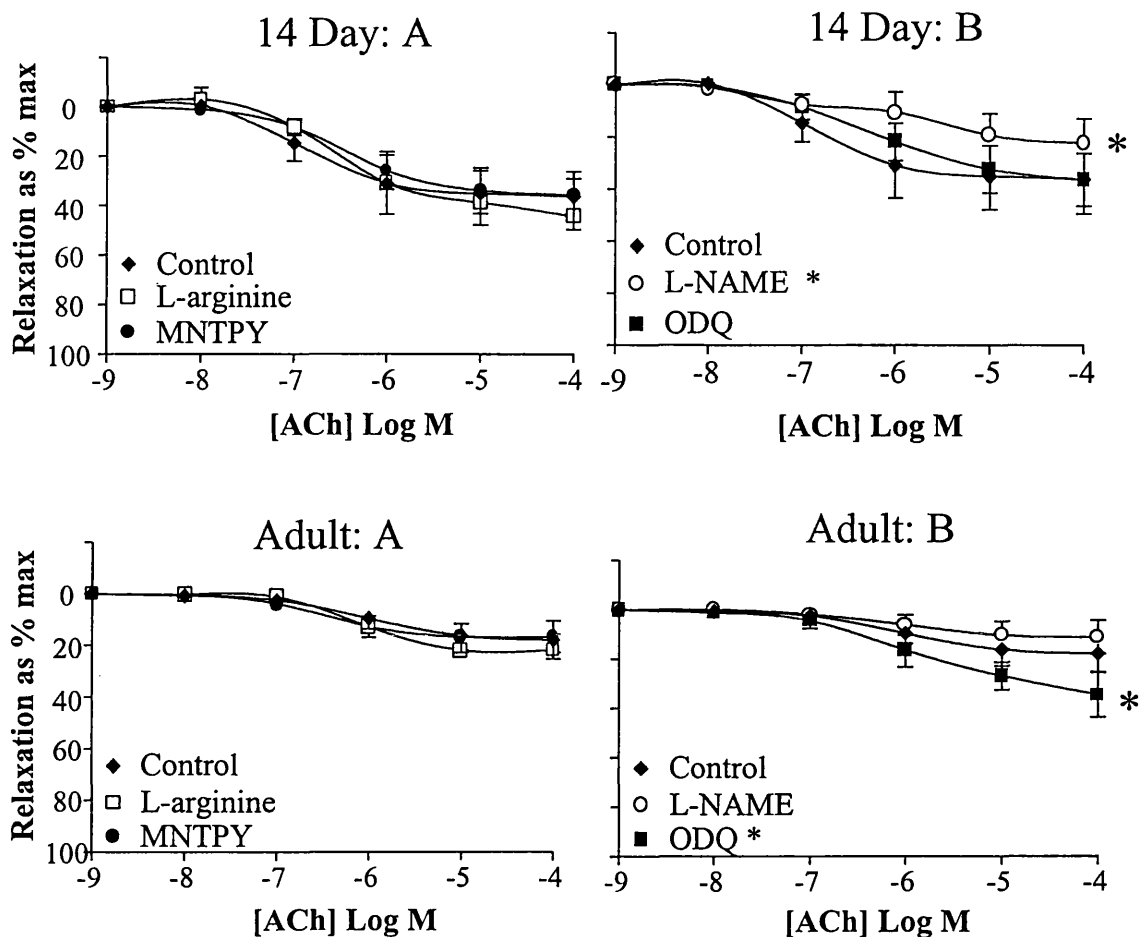 14 Day: A
Relaxation as % max
0
20
40
60
80
100
Control
L-arginine
MNTPY
-9 -8 -7 -6 -5 -4
[ACh] Log M
14 Day: B
*
Control
L-NAME *
ODQ
-9 -8 -7 -6 -5 -4
[ACh] Log M
Adult: A
Relaxation as % max
0
20
40
60
80
100
Control
L-arginine
MNTPY
-9 -8 -7 -6 -5 -4
[ACh] Log M
Adult: B
*
Control
L-NAME
ODQ *
-9 -8 -7 -6 -5 -4
[ACh] Log M